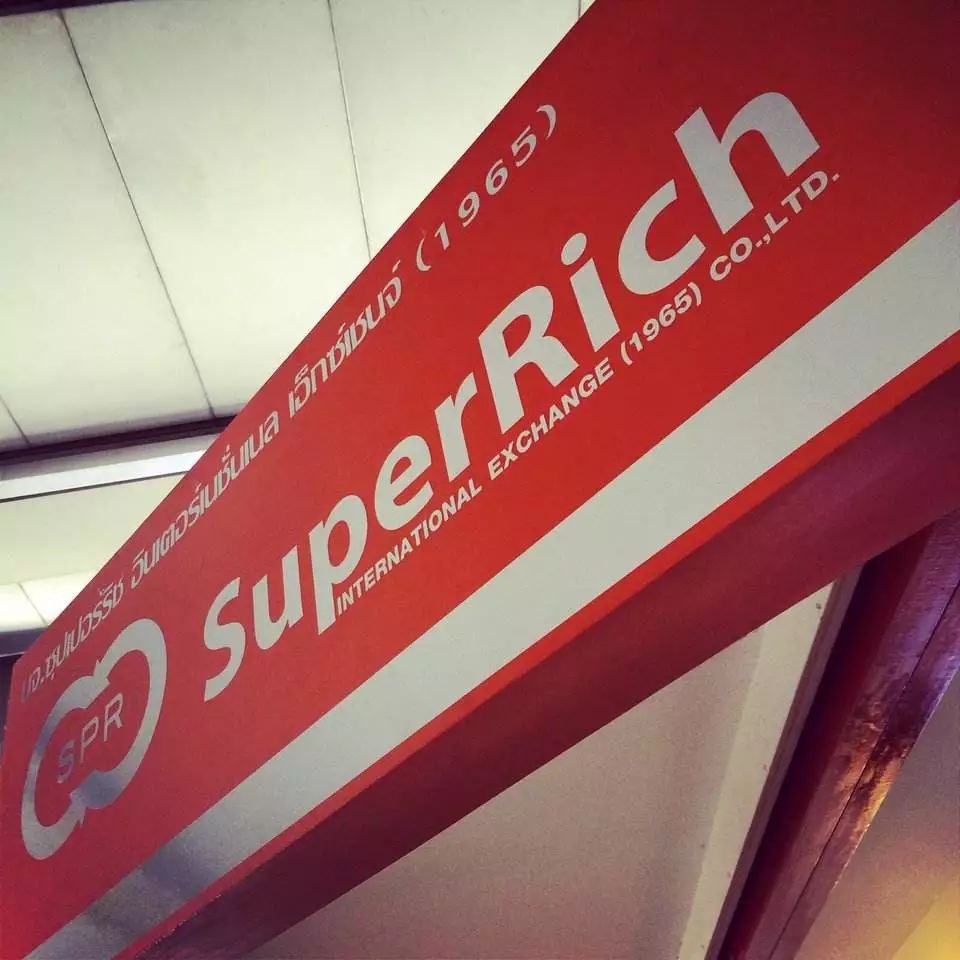 บจ.ซุปเปอร์ริช อินเตอร์เนชั่นแนล เอ็กซ์เชนจ์ (1965)
SPR
SuperRich
INTERNATIONAL EXCHANGE (1965) CO.,LTD.